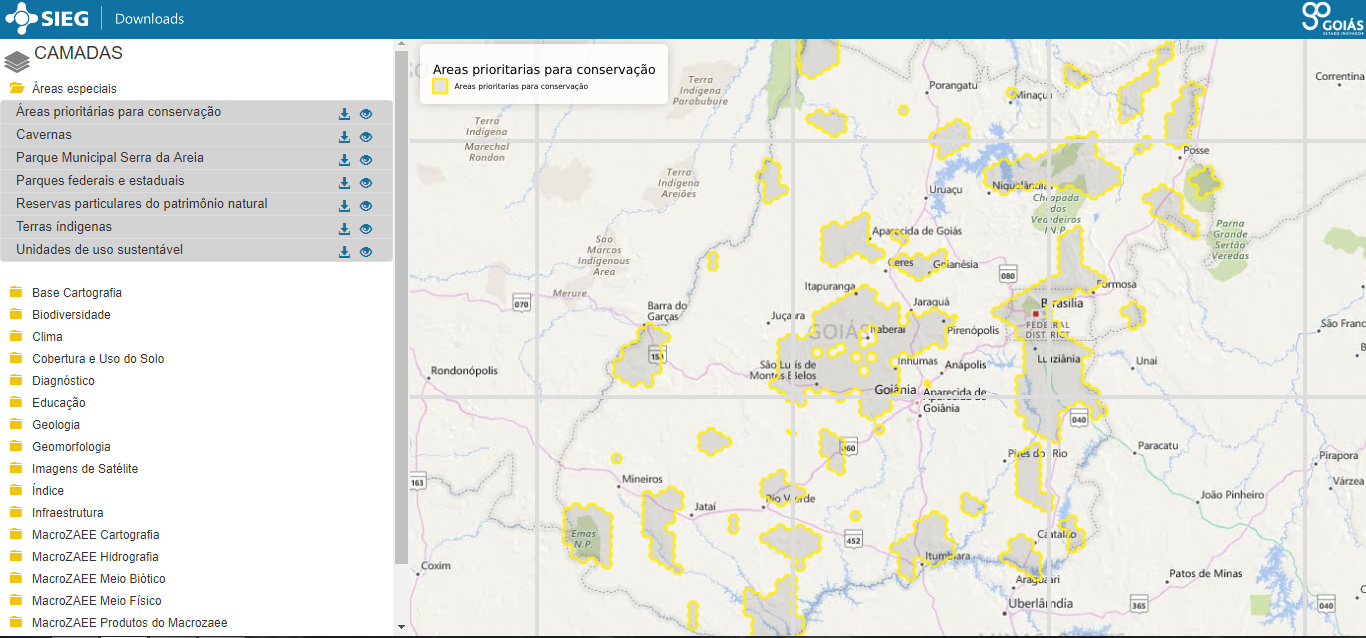 SIEG
Downloads
GOIÁS
ESTADO INOVADOR
CAMADAS
Áreas especiais
Áreas prioritárias para conservação
Cavernas
Parque Municipal Serra da Areia
Parques federais e estaduais
Reservas particulares do patrimônio natural
Terras índigenas
Unidades de uso sustentável
Base Cartografia
Biodiversidade
Clima
Cobertura e Uso do Solo
Diagnóstico
Educação
Geologia
Geomorfologia
Imagens de Satélite
Índice
Infraestrutura
MacroZAEE Cartografia
MacroZAEE Hidrografia
MacroZAEE Meio Biótico
MacroZAEE Meio Físico
MacroZAEE Produtos do Macrozaee
Areas prioritarias para conservação
Areas prioritarias para conservação
Terra
Indigena
Parabubure
Porangatu
Minaçu
Correntina
Terra
Indígena
Marechal
Rondon
Posse
Terra
Indigena
Areiões
Uruaçu
Niquelândia
Chapada
dos
Veadeiros
N.P.
Parna
Grande
Sertão
Veredas
Sao
Marcos
Indigenous
Area
Aparecida de Goiás
Ceres
Goianésia
080
Merure
070
Itapuranga
Formosa
Barra do
Garças
Juçara
Jaraguá
Brasília
GOIÁS
Itaberaí
Pirenópolis
FEDERAL
DISTRICT
São Franc
158
São Luís de
Montes Belos
Inhumas
Anápolis
Luziânia
Unaí
Rondonópolis
Goiânia
Aparecida de
Aparecida de
Goiânia
040
060
Paracatu
Pires do Rio
Pirapora
163
Mineiros
Várzea
Jataí
Rio Verde
João Pinheiro
Emas
N.P.
452
Catalão
Itumbiara
Coxim
Araguari
Patos de Minas
Uberlândia
365
040